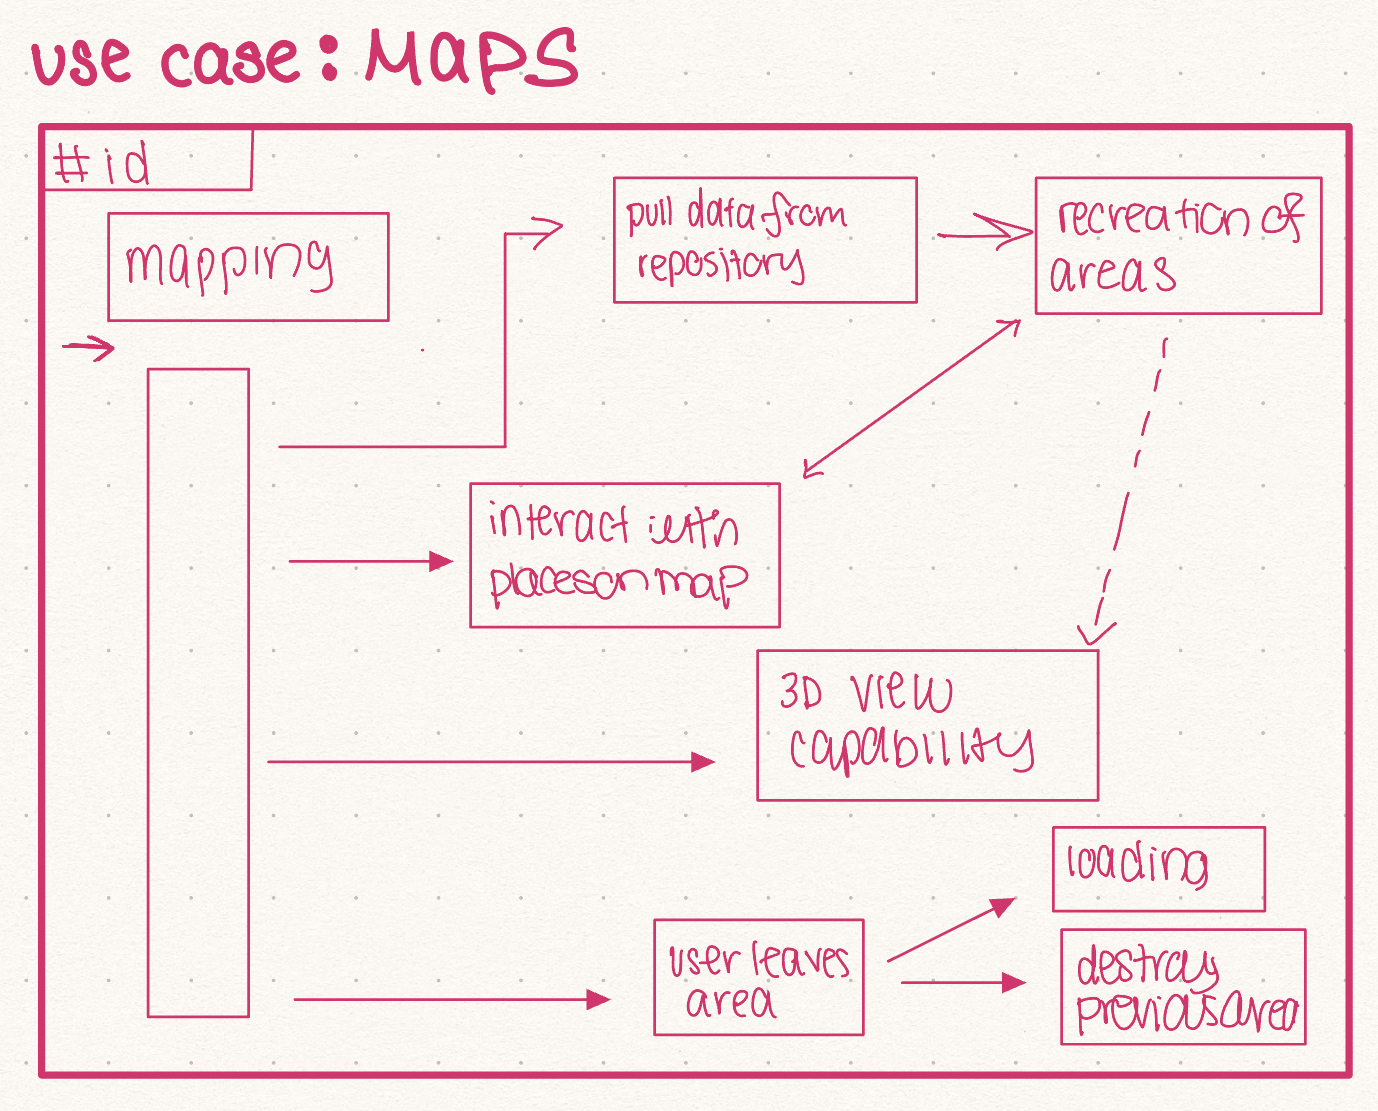 use case: MAPS
#id
mapping
pull data from
repository
recreation of
areas
interact with
places on map
3D view
capability
loading
user leaves
area
destroy
previous area